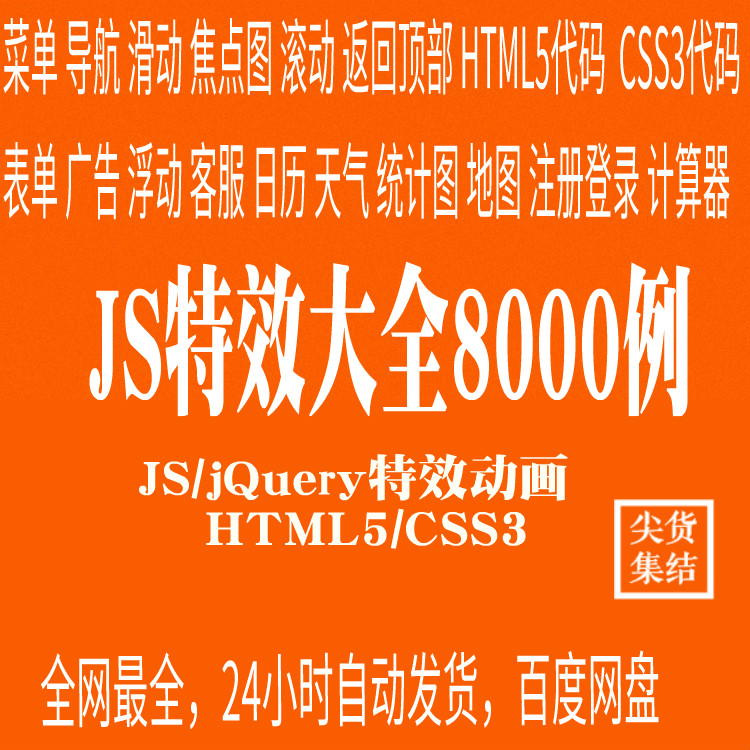 菜单 导航 滑动 焦点图 滚动 返回顶部 HTML5代码 CSS3代码
表单 广告 浮动 客服 日历 天气 统计图 地图 注册登录 计算器
JS特效大全8000例
JS/jQuery特效动画
HTML5/CSS3
尖货
集结
全网最全，24小时自动发货，百度网盘